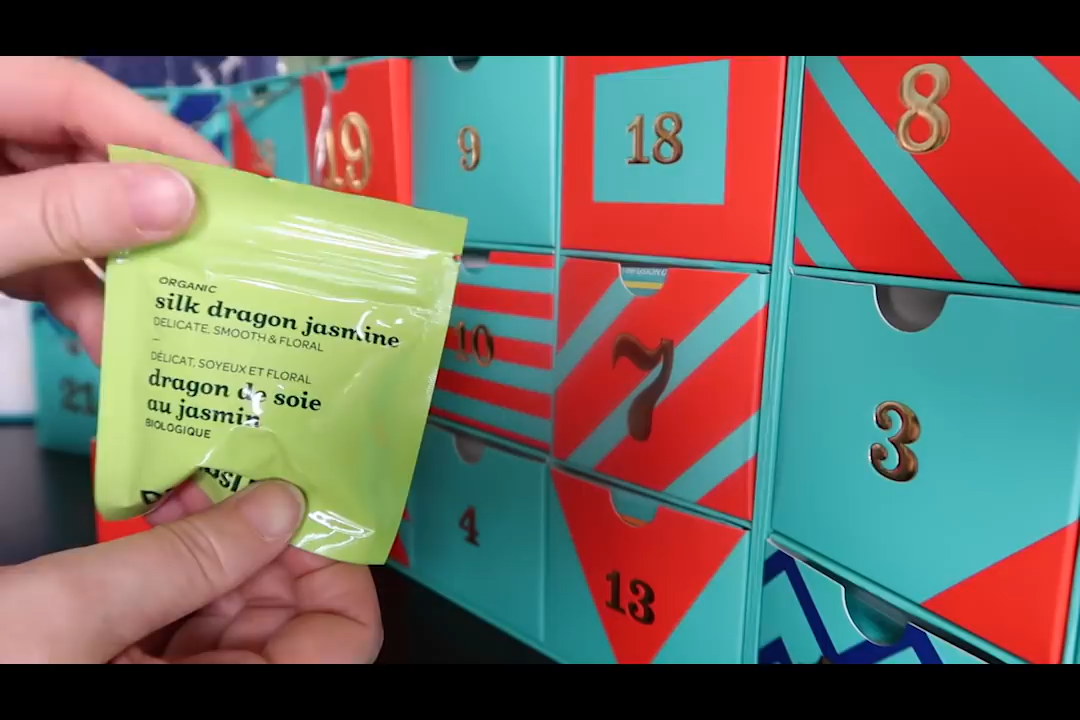 ORGANIC
silk dragon jasmine
DELICATE, SMOOTH & FLORAL
DÉLICAT, SOYEUX ET FLORAL
dragon de soie
au jasmin
BIOLOGIQUE
19
9
18
8
10
7
3
21
4
13